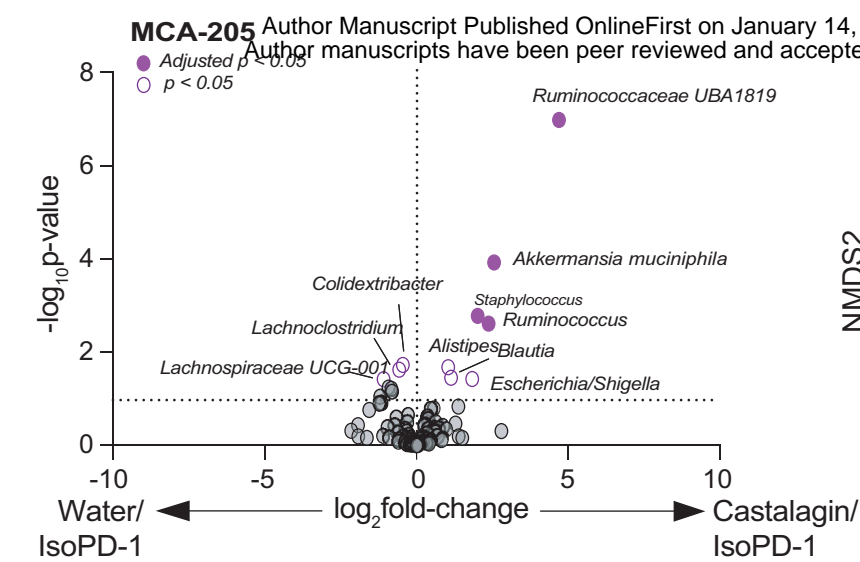 MCA-205
Author Manuscript Published OnlineFirst on January 14,
Author manuscripts have been peer reviewed and accepte
Adjusted p < 0.05
p < 0.05
8
6
4
2
0
-log10p-value
Ruminococcaceae UBA1819
Akkermansia muciniphila
Colidextribacter
Staphylococcus
Ruminococcus
Lachnoclostridium
Alistipes
Blautia
Lachnospiraceae UCG-001
Escherichia/Shigella
NMDS2
-10
-5
0
5
10
Water/
IsoPD-1
log2fold-change
Castalagin/
IsoPD-1